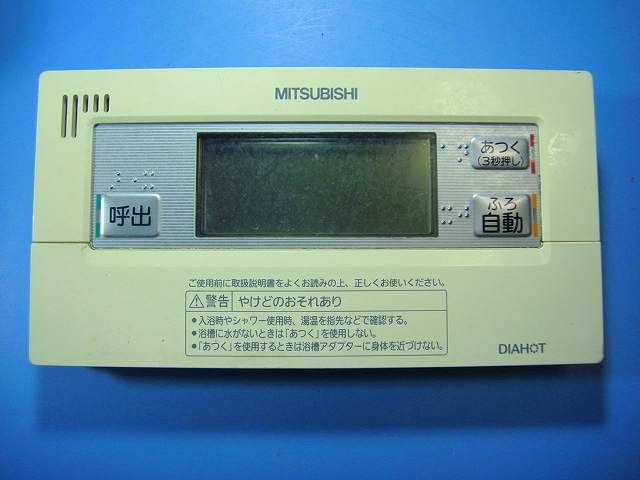 MITSUBISHI
あつく
(3秒押し)
呼出
ふろ
自動
ご使用前に取扱説明書をよくお読みの上、正しくお使いください。
⚠警告 やけどのおそれあり
●入浴時やシャワー使用時、湯温を指先などで確認する。
●浴槽に水がないときは「あつく」を使用しない。
●「あつく」を使用するときは浴槽アダプターに身体を近づけない。
DIAHOT